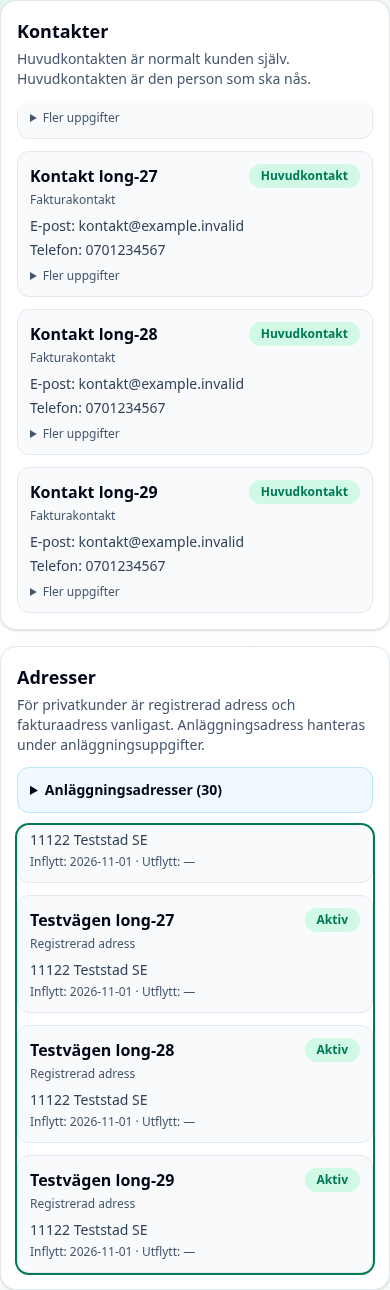 Kontakter
Huvudkontakten är normalt kunden själv.
Huvudkontakten är den person som ska nås.
▶ Fler uppgifter
Kontakt long-27 Huvudkontakt
Fakturakontakt
E-post: kontakt@example.invalid
Telefon: 0701234567
▶ Fler uppgifter
Kontakt long-28 Huvudkontakt
Fakturakontakt
E-post: kontakt@example.invalid
Telefon: 0701234567
▶ Fler uppgifter
Kontakt long-29 Huvudkontakt
Fakturakontakt
E-post: kontakt@example.invalid
Telefon: 0701234567
▶ Fler uppgifter
Adresser
För privatkunder är registrerad adress och
fakturaadress vanligast. Anläggningsadress hanteras
under anläggningsuppgifter.
▶ Anläggningsadresser (30)
11122 Teststad SE
Inflytt: 2026-11-01 · Utflytt: —
Testvägen long-27 Aktiv
Registrerad adress
11122 Teststad SE
Inflytt: 2026-11-01 · Utflytt: —
Testvägen long-28 Aktiv
Registrerad adress
11122 Teststad SE
Inflytt: 2026-11-01 · Utflytt: —
Testvägen long-29 Aktiv
Registrerad adress
11122 Teststad SE
Inflytt: 2026-11-01 · Utflytt: —